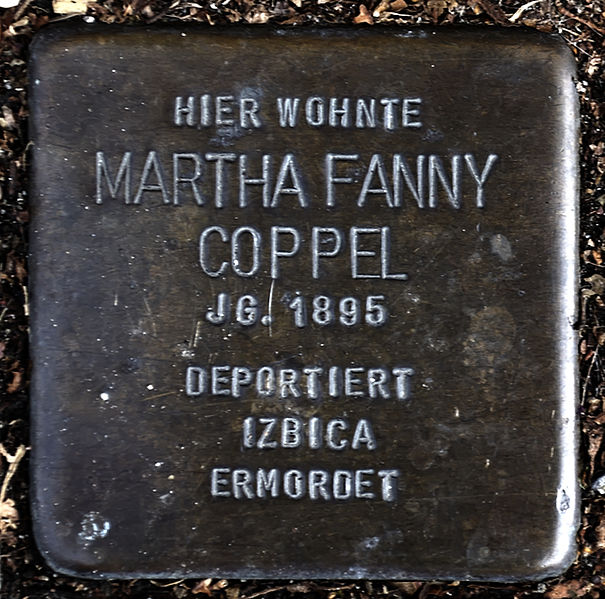 HIER WOHNTE
MARTHA FANNY
COPPEL
JG. 1895
DEPORTIERT
IZBICA
ERMORDET